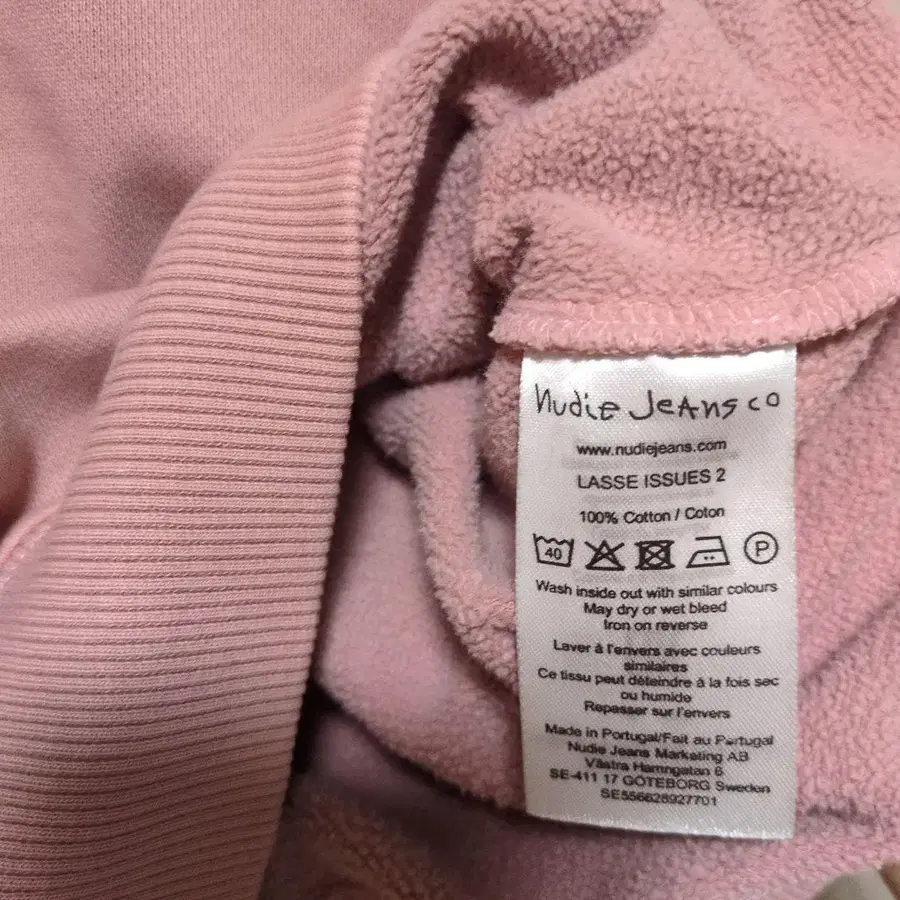 Nudie Jeans co
www.nudiejeans.com
LASSE ISSUES 2
100% Cotton / Coton
40 P
Wash inside out with similar colours
May dry or wet bleed
Iron on reverse
Laver à l'envers avec couleurs
similaires
Ce tissu peut déteindre à la fois sec
ou humide
Repasser sur l'envers
Made in Portugal/Fait au Portugal
Nudie Jeans Marketing AB
Västra Hamngatan 6
SE-411 17 GÖTEBORG Sweden
SE556628927701